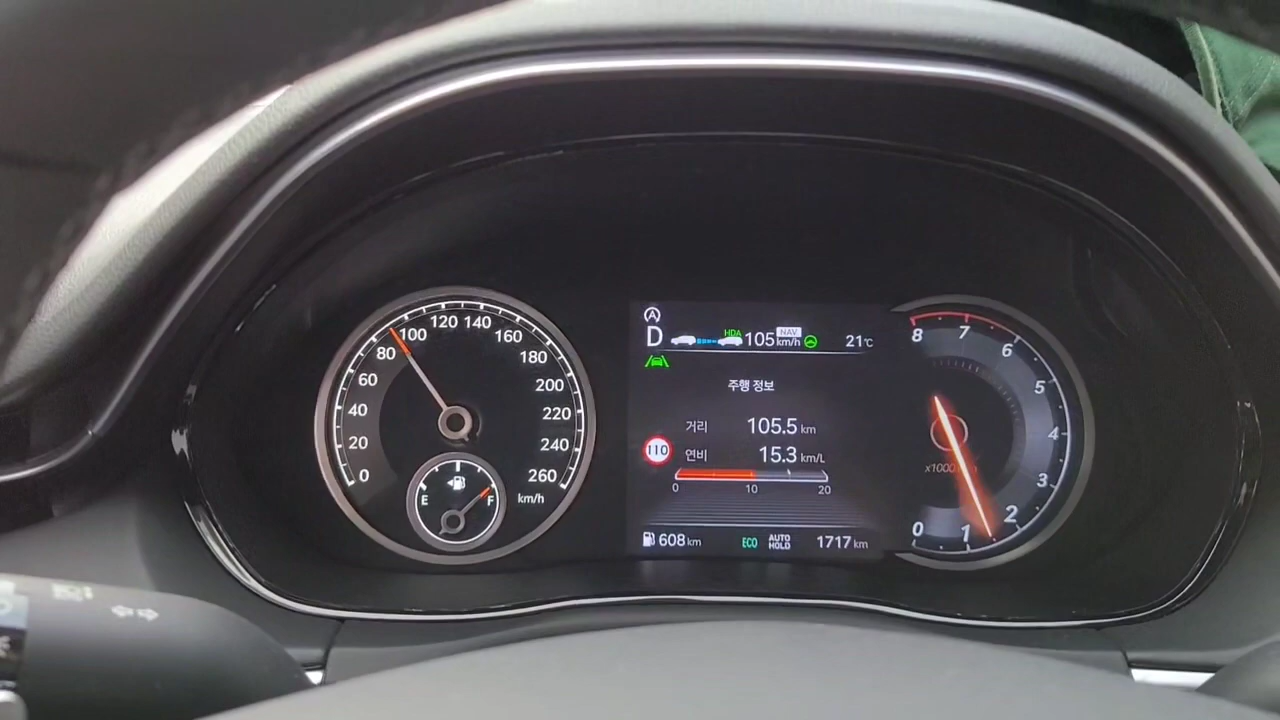 0
20
40
60
80
100
120
140
160
180
200
220
240
260
km/h
E
F
A
D
HDA
105 km/h
NAV
21℃
주행 정보
거리 105.5 km
110
연비 15.3 km/L
0 10 20
608 km
ECO
AUTO HOLD
1717 km
8
7
6
5
4
3
2
1
0